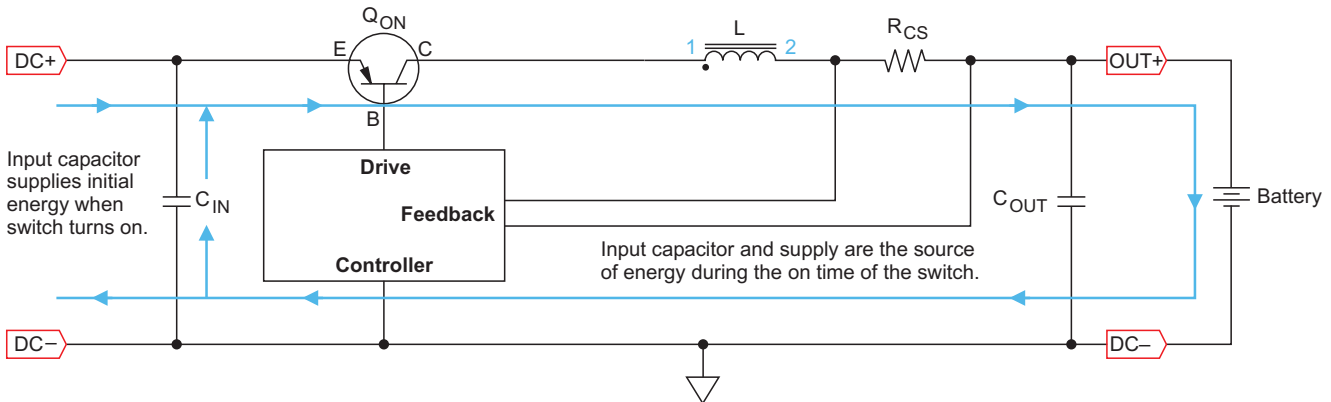 Q_ON
E
C
1
L
2
R_CS
DC+
OUT+
B
Input capacitor
supplies initial
energy when
switch turns on.
C_IN
Drive
Feedback
Controller
C_OUT
Battery
Input capacitor and supply are the source
of energy during the on time of the switch.
DC–
DC–